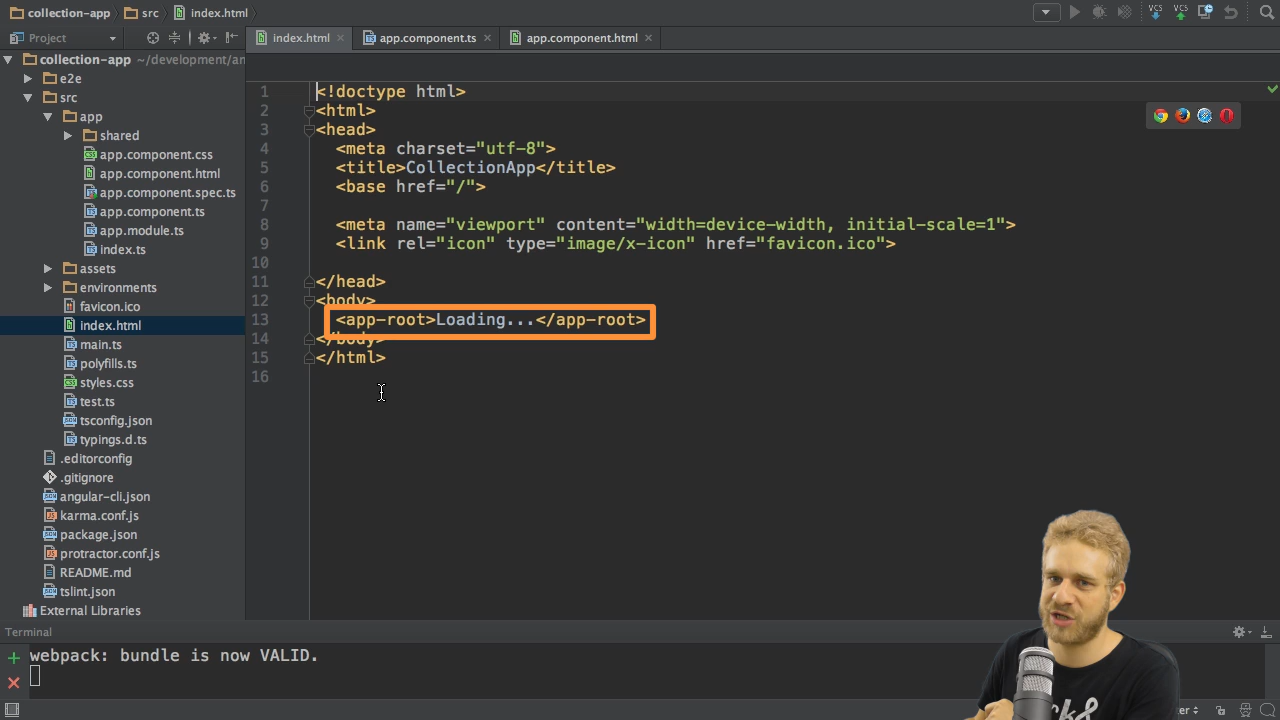 collection-app
src
index.html
VCS
VCS
Project
index.html
app.component.ts
app.component.html
collection-app ~/development/an
e2e
src
app
shared
app.component.css
app.component.html
app.component.spec.ts
app.component.ts
app.module.ts
index.ts
assets
environments
favicon.ico
index.html
main.ts
polyfills.ts
styles.css
test.ts
tsconfig.json
typings.d.ts
.editorconfig
.gitignore
angular-cli.json
karma.conf.js
package.json
protractor.conf.js
README.md
tslint.json
External Libraries
1 <!doctype html>
2 <html>
3 <head>
4 <meta charset="utf-8">
5 <title>CollectionApp</title>
6 <base href="/">
7
8 <meta name="viewport" content="width=device-width, initial-scale=1">
9 <link rel="icon" type="image/x-icon" href="favicon.ico">
10
11 </head>
12 <body>
13 <app-root>Loading...</app-root>
14 </body>
15 </html>
16
Terminal
webpack: bundle is now VALID.